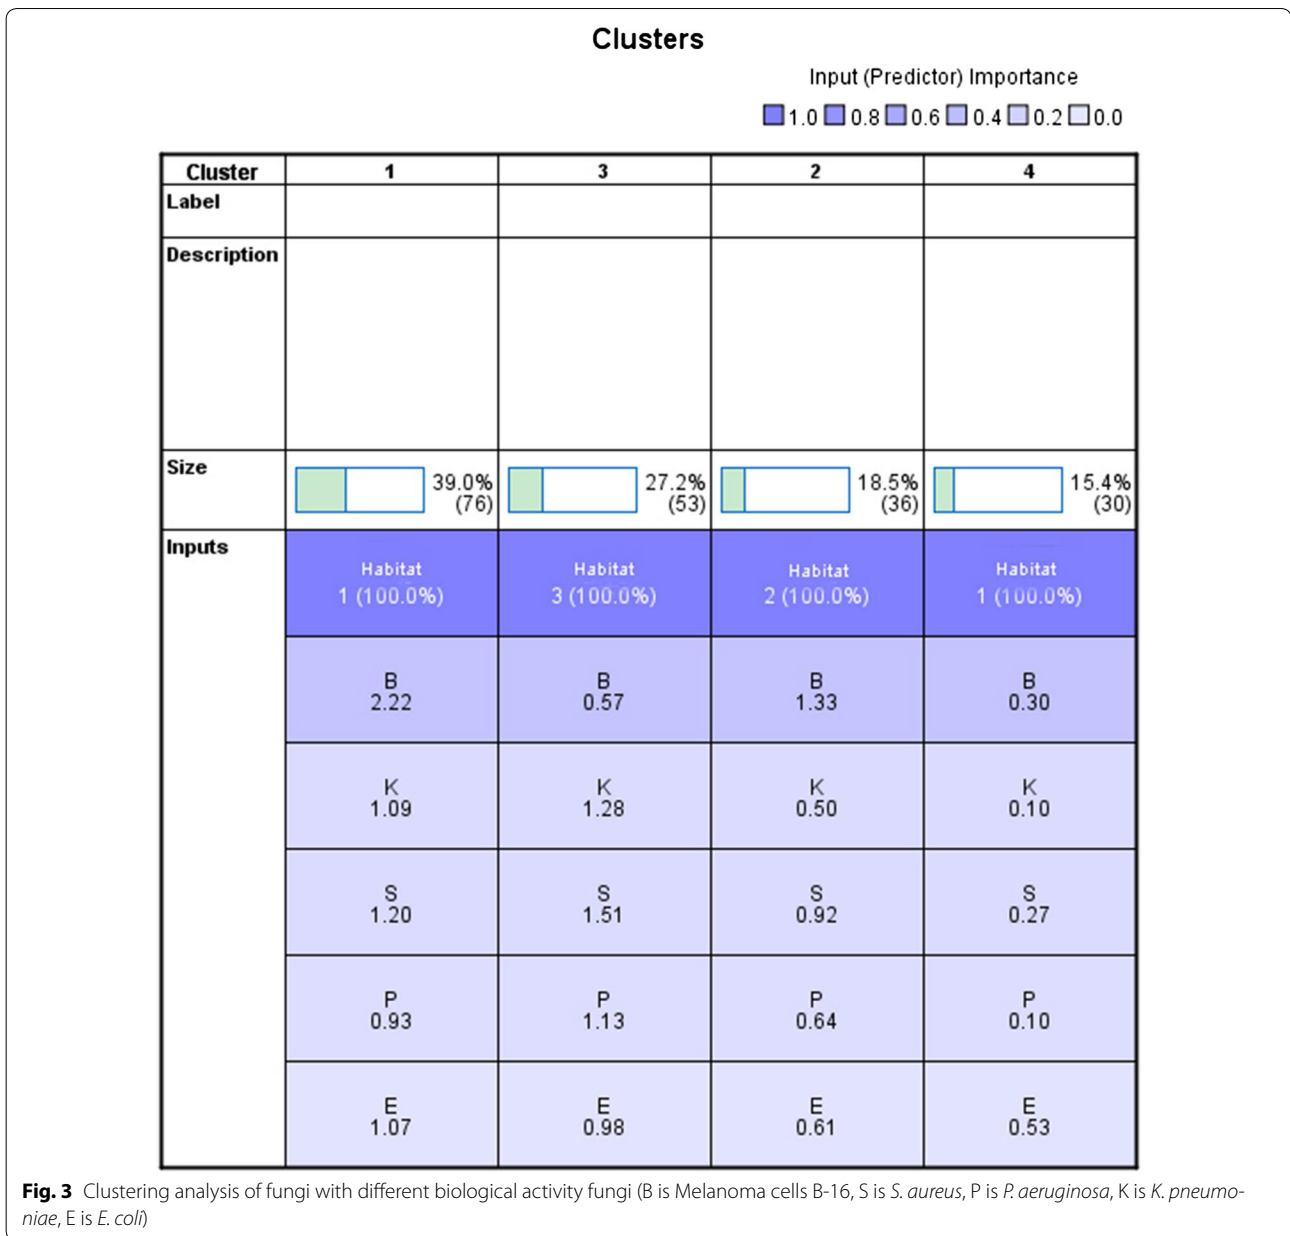 Clusters
Input (Predictor) Importance
1.0 0.8 0.6 0.4 0.2 0.0
Cluster 1 3 2 4
Label
Description
Size 39.0% 27.2% 18.5% 15.4%
(76) (53) (36) (30)
Inputs
Habitat Habitat Habitat Habitat
1 (100.0%) 3 (100.0%) 2 (100.0%) 1 (100.0%)
B B B B
2.22 0.57 1.33 0.30
K K K K
1.09 1.28 0.50 0.10
S S S S
1.20 1.51 0.92 0.27
P P P P
0.93 1.13 0.64 0.10
E E E E
1.07 0.98 0.61 0.53
Fig. 3 Clustering analysis of fungi with different biological activity fungi (B is Melanoma cells B-16, S is S. aureus, P is P. aeruginosa, K is K. pneumo-
niae, E is E. coli)